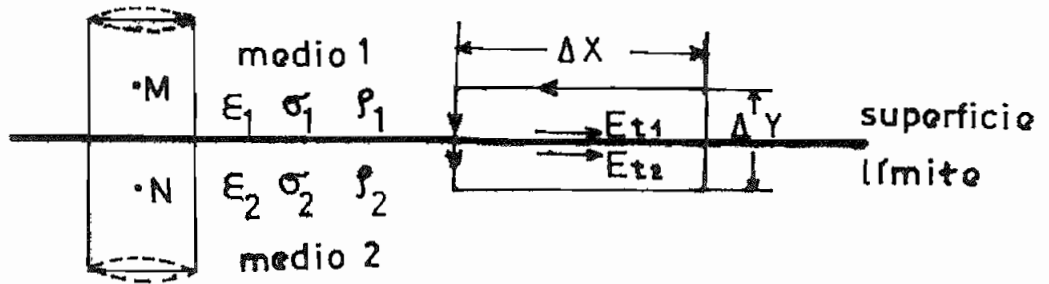 ΔX
medio 1
·M
ε₁ σ₁ ρ₁
Et1
ΔY
superficie
límite
Et2
·N
ε₂ σ₂ ρ₂
medio 2